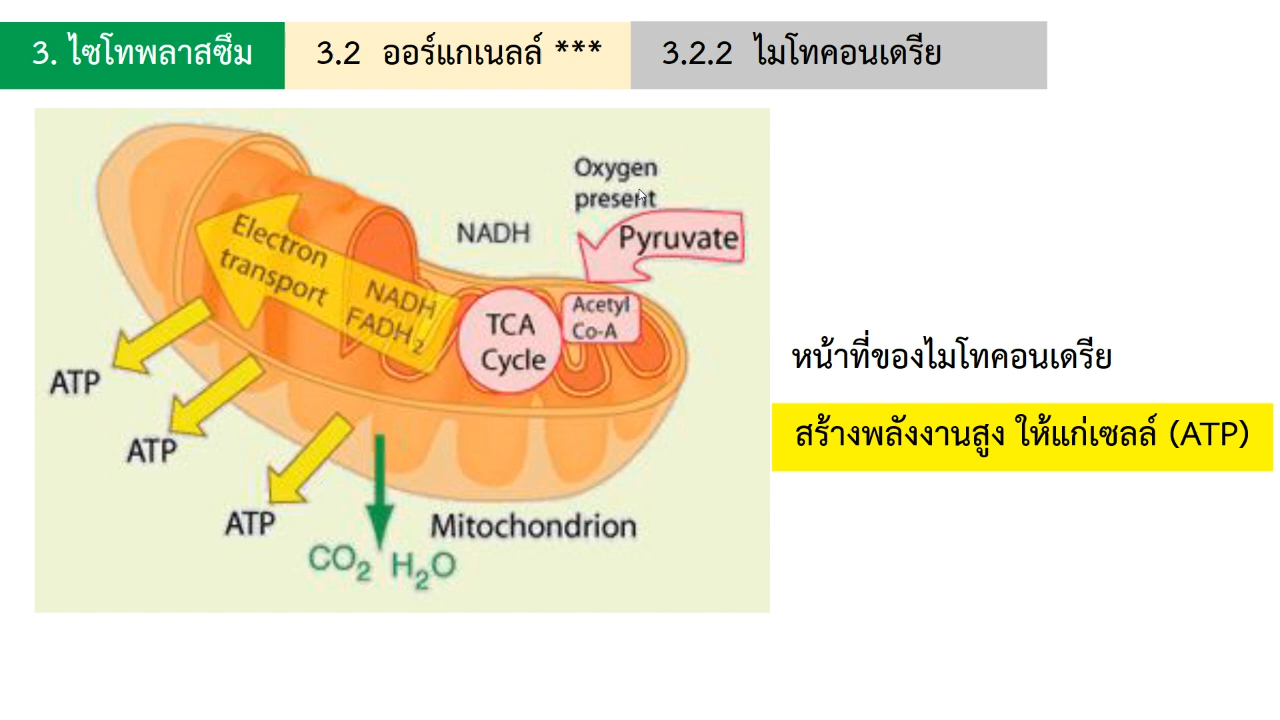 3. ไซโทพลาสซึม
3.2 ออร์แกเนลล์ ***
3.2.2 ไมโทคอนเดรีย
Oxygen
present
Pyruvate
NADH
Electron
transport
NADH
FADH2
TCA
Cycle
Acetyl
Co-A
ATP
ATP
ATP
CO2 H2O
Mitochondrion
หน้าที่ของไมโทคอนเดรีย
สร้างพลังงานสูง ให้แก่เซลล์ (ATP)